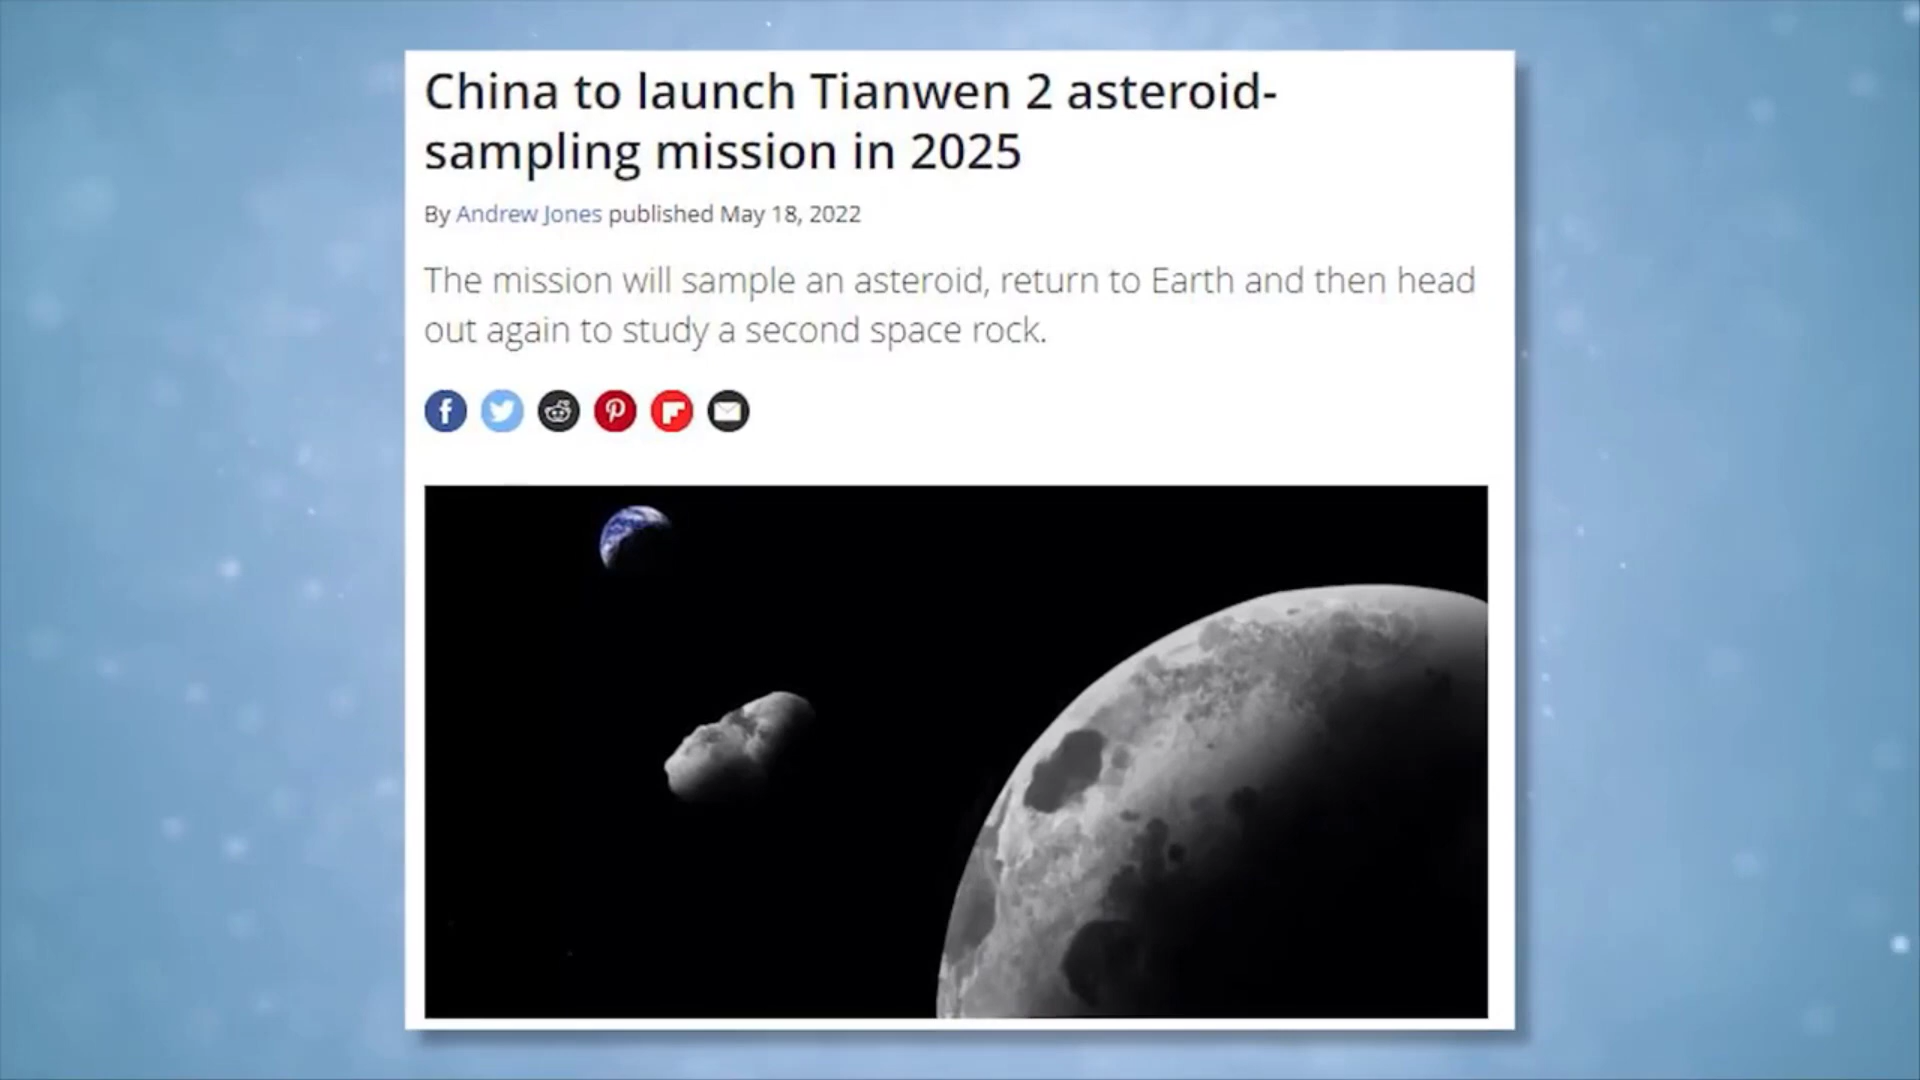 China to launch Tianwen 2 asteroid-
sampling mission in 2025
By Andrew Jones published May 18, 2022
The mission will sample an asteroid, return to Earth and then head
out again to study a second space rock.